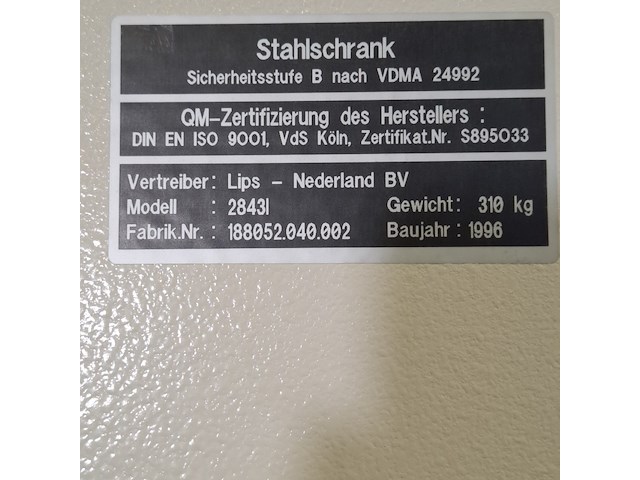 Stahlschrank
Sicherheitsstufe B nach VDMA 24992
QM-Zertifizierung des Herstellers :
DIN EN ISO 9001, VdS Köln, Zertifikat.Nr. S895033
Vertreiber: Lips - Nederland BV
Modell : 2843I Gewicht: 310 kg
Fabrik.Nr. : 188052.040.002 Baujahr : 1996